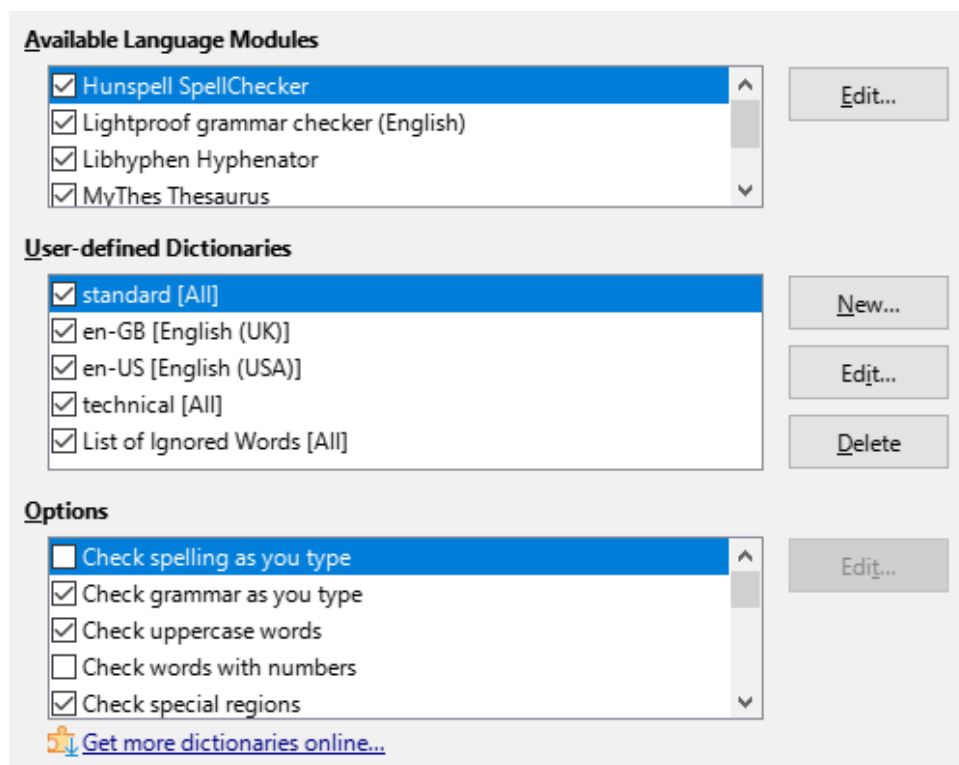 Available Language Modules
Hunspell SpellChecker
Edit...
Lightproof grammar checker (English)
Libhyphen Hyphenator
MyThes Thesaurus
User-defined Dictionaries
standard [All]
New...
en-GB [English (UK)]
en-US [English (USA)]
Edit...
technical [All]
List of Ignored Words [All]
Delete
Options
Check spelling as you type
Edit...
Check grammar as you type
Check uppercase words
Check words with numbers
Check special regions
Get more dictionaries online...